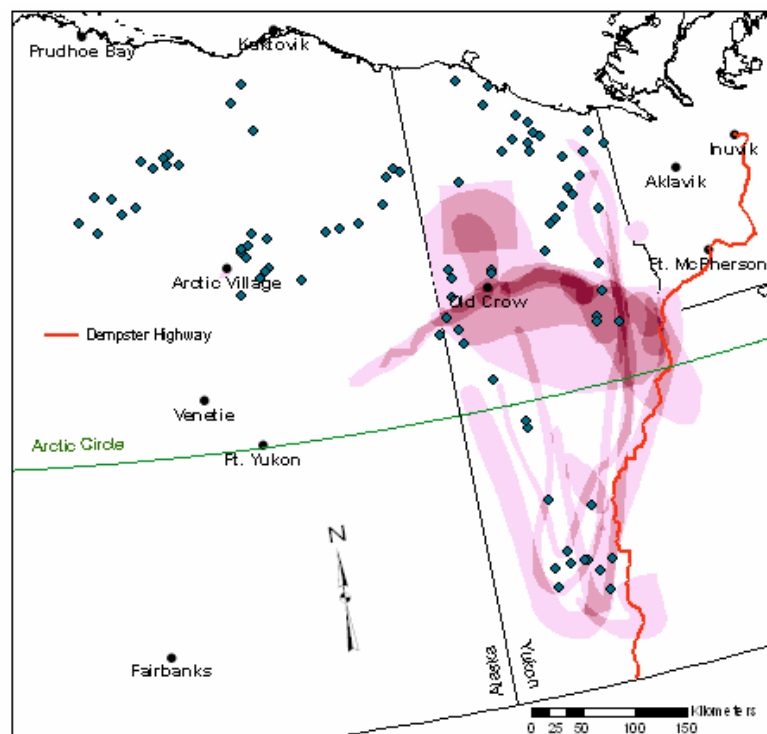 Prudhoe Bay
Kaktovik
Inuvik
Aklavik
Ft. McPherson
Arctic Village
Old Crow
Dempster Highway
Venetie
Arctic Circle
Ft. Yukon
N
Fairbanks
Alaska
Yukon
Kilometers
0 25 50 100 150